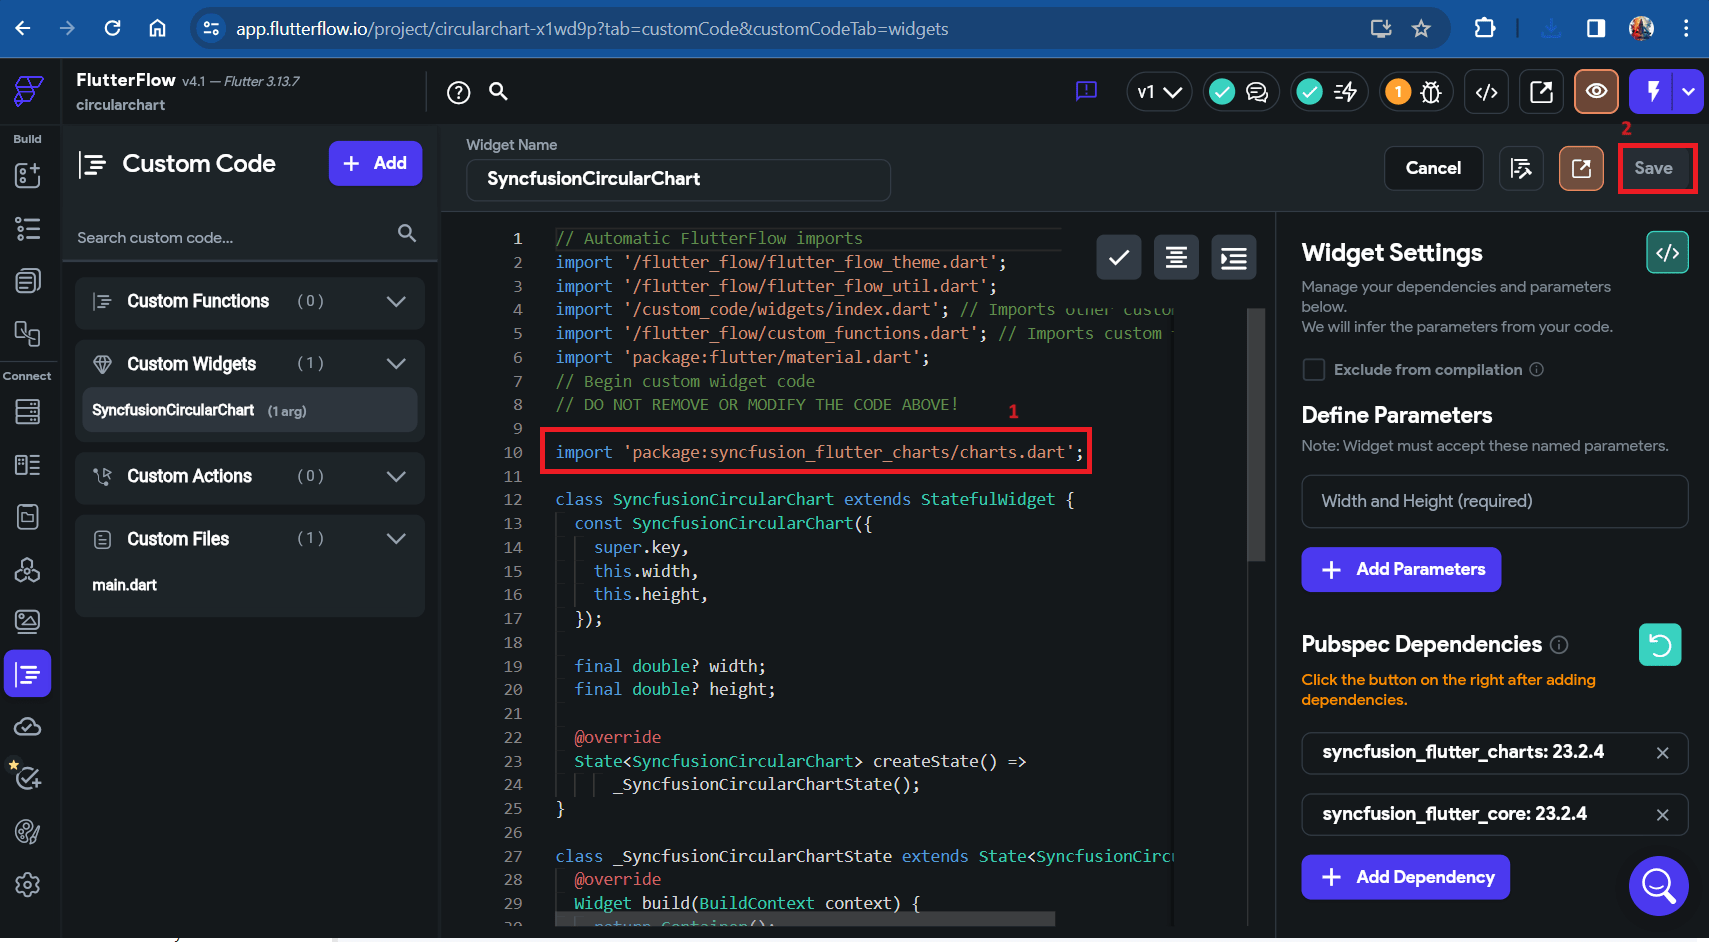 app.flutterflow.io/project/circularchart-x1wd9p?tab=customCode&customCodeTab=widgets
FlutterFlow v4.1 — Flutter 3.13.7
circularchart
v1
1
Build
Connect
Custom Code
Add
Search custom code...
Custom Functions ( 0 )
Custom Widgets ( 1 )
SyncfusionCircularChart (1 arg)
Custom Actions ( 0 )
Custom Files ( 1 )
main.dart
Widget Name
SyncfusionCircularChart
Cancel
2
Save
1 // Automatic FlutterFlow imports
2 import '/flutter_flow/flutter_flow_theme.dart';
3 import '/flutter_flow/flutter_flow_util.dart';
4 import '/custom_code/widgets/index.dart'; // Imports other custom
5 import '/flutter_flow/custom_functions.dart'; // Imports custom
6 import 'package:flutter/material.dart';
7 // Begin custom widget code
8 // DO NOT REMOVE OR MODIFY THE CODE ABOVE!
1
9
10 import 'package:syncfusion_flutter_charts/charts.dart';
11
12 class SyncfusionCircularChart extends StatefulWidget {
13 const SyncfusionCircularChart({
14 super.key,
15 this.width,
16 this.height,
17 });
18
19 final double? width;
20 final double? height;
21
22 @override
23 State<SyncfusionCircularChart> createState() =>
24 _SyncfusionCircularChartState();
25 }
26
27 class _SyncfusionCircularChartState extends State<SyncfusionCircu
28 @override
29 Widget build(BuildContext context) {
30 return Container();
Widget Settings
Manage your dependencies and parameters
below.
We will infer the parameters from your code.
Exclude from compilation
Define Parameters
Note: Widget must accept these named parameters.
Width and Height (required)
Add Parameters
Pubspec Dependencies
Click the button on the right after adding
dependencies.
syncfusion_flutter_charts: 23.2.4
syncfusion_flutter_core: 23.2.4
Add Dependency